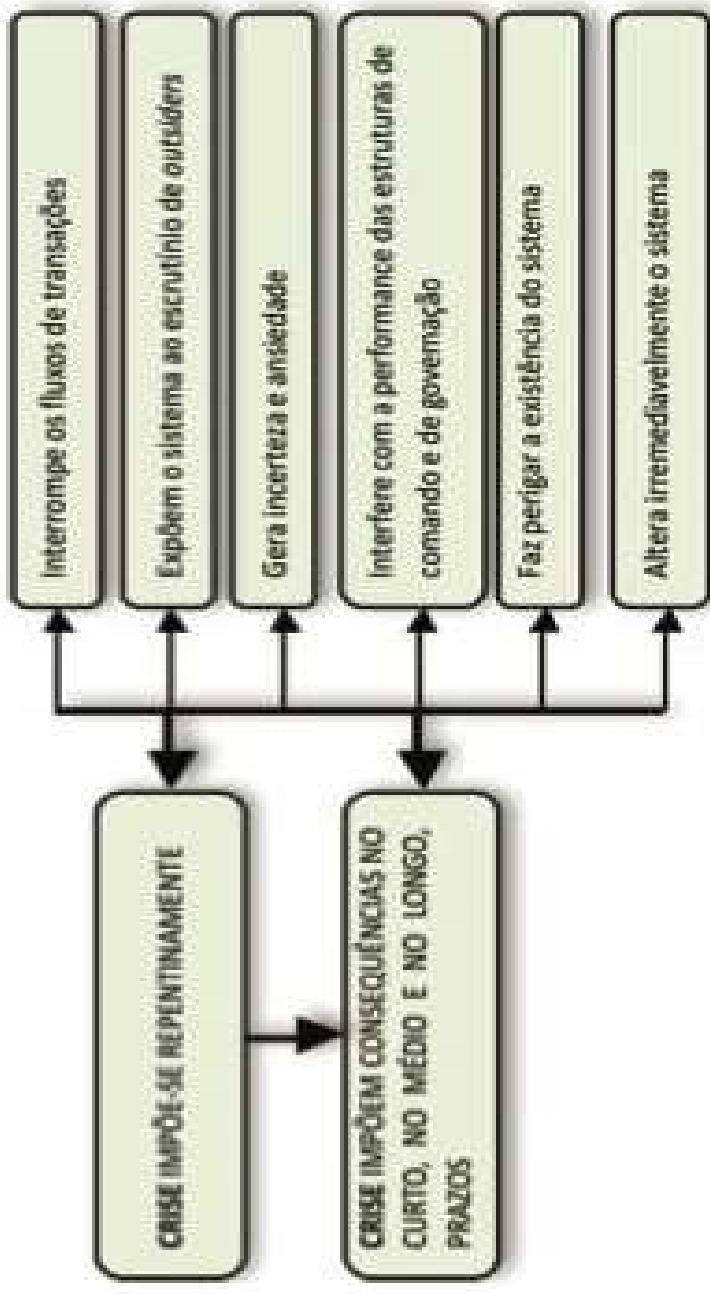 CRISE IMPÕE-SE REPENTINAMENTE
CRISE IMPÕEM CONSEQUÊNCIAS NO
CURTO, NO MÉDIO E NO LONGO,
PRAZOS
Interrompe os fluxos de transações
Expõem o sistema ao escrutínio de outsiders
Gera incerteza e ansiedade
Interfere com a performance das estruturas de
comando e de governação
Faz perigar a existência do sistema
Altera irremediavelmente o sistema